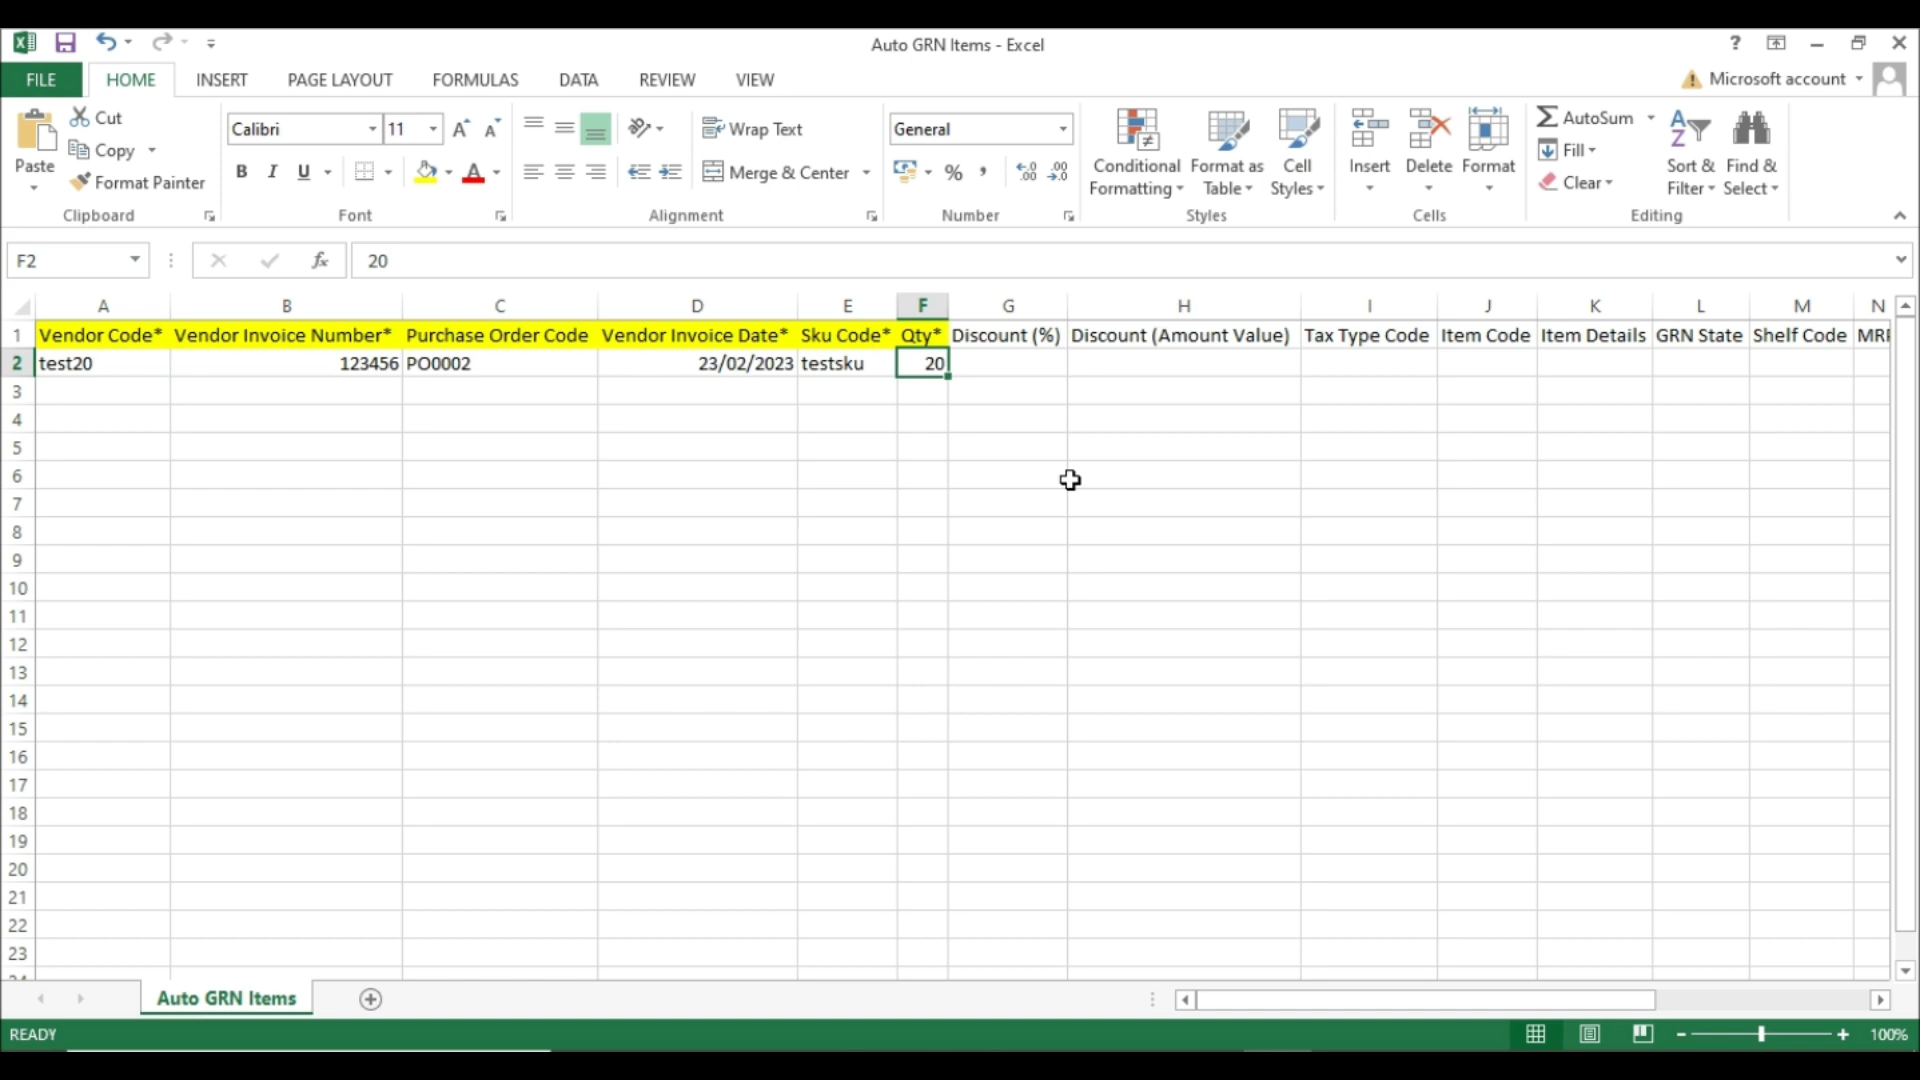 Auto GRN Items - Excel
?
FILE HOME INSERT PAGE LAYOUT FORMULAS DATA REVIEW VIEW Microsoft account
Paste
Cut
Copy
Format Painter
Calibri 11
B I U A
Wrap Text
Merge & Center
General
% ,
Conditional Formatting
Format as Table
Cell Styles
Insert Delete Format
AutoSum
Fill
Clear
Sort & Filter
Find & Select
Clipboard Font Alignment Number Styles Cells Editing
F2 fx 20
A B C D E F G H I J K L M N
1 Vendor Code* Vendor Invoice Number* Purchase Order Code Vendor Invoice Date* Sku Code* Qty* Discount (%) Discount (Amount Value) Tax Type Code Item Code Item Details GRN State Shelf Code
2 test20 123456 PO0002 23/02/2023 testsku 20
3
4
5
6
7
8
9
10
11
12
13
14
15
16
17
18
19
20
21
22
23
Auto GRN Items
READY 100%